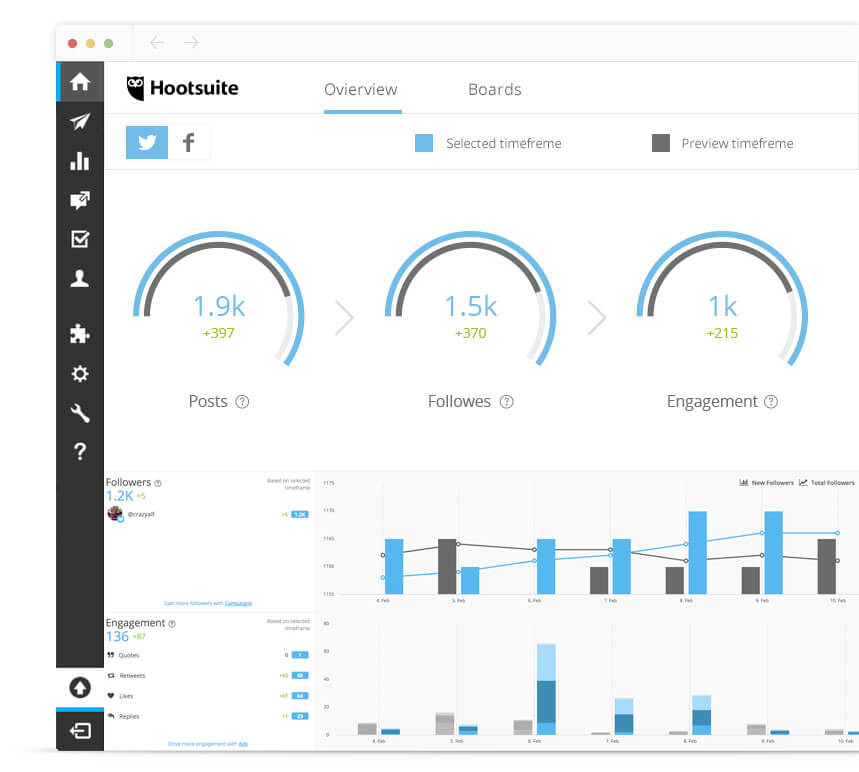 Hootsuite
Ovierview
Boards
f
Selected timefreme
Preview timefreme
1.9k
+397
1.5k
+370
1k
+215
Posts ?
Followes ?
Engagement ?
?
Followers ?
1.2K +5
Based on selected
timeframe
@crazyalf
+5 1.2K
Gain more followers with Campaigns
1175
1170
1165
1160
1155
New Followers
Total Followers
4. Feb
5. Feb
6. Feb
7. Feb
8. Feb
9. Feb
10. Feb
Engagement ?
136 +87
Based on selected
timeframe
Quotes 0 1
Retweets +45 48
Likes +41 64
Replies +1 23
Drive more engagement with Ads
80
60
40
20
0
4. Feb
5. Feb
6. Feb
7. Feb
8. Feb
9. Feb
10. Feb